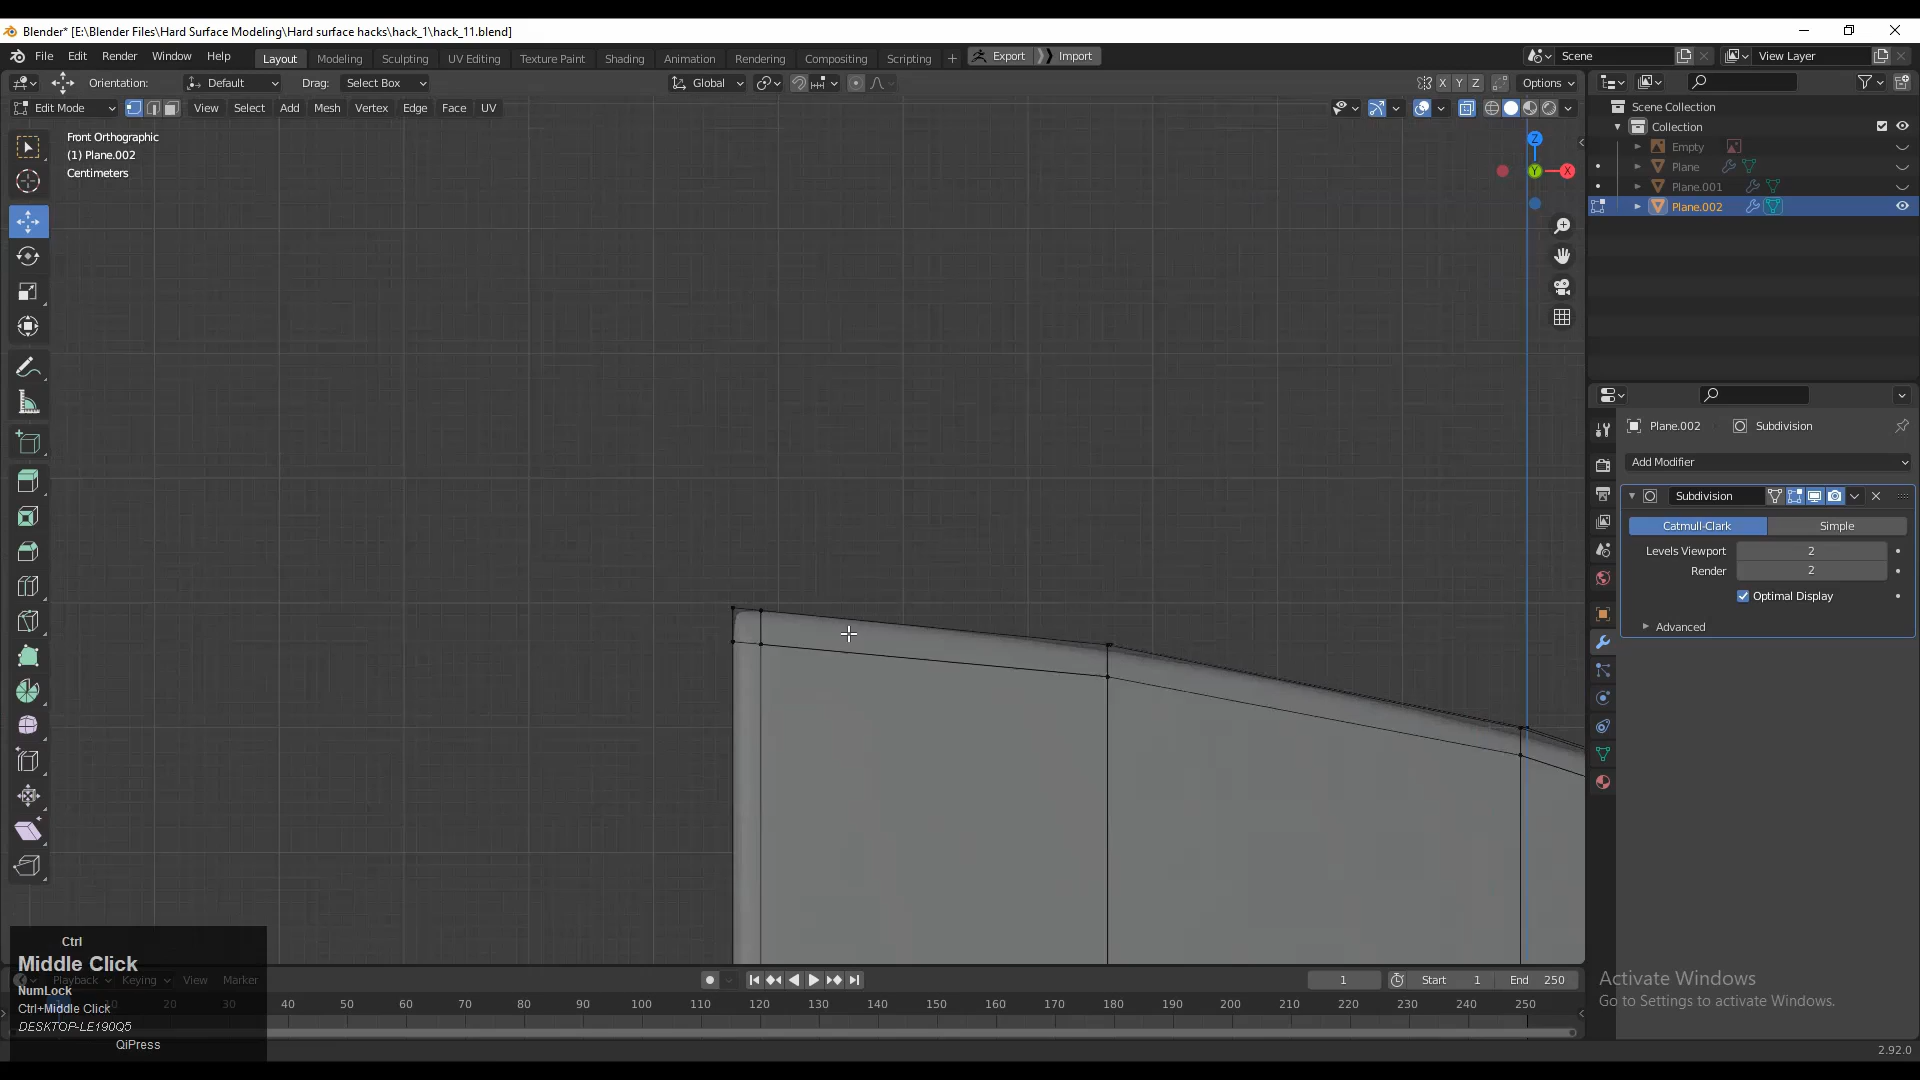 Blender* [E:\Blender Files\Hard Surface Modeling\Hard surface hacks\hack_1\hack_11.blend]
File Edit Render Window Help Layout Modeling Sculpting UV Editing Texture Paint Shading Animation Rendering Compositing Geometry Scripting + Export Import Scene View Layer
Orientation: Default Drag: Select Box Global X Y Z Options
Edit Mode View Select Add Mesh Vertex Edge Face UV
Front Orthographic
(1) Plane.002
Centimeters
Z
Y
X
Scene Collection
Collection
Empty
Plane
Plane.001
Plane.002
Plane.002 Subdivision
Add Modifier
Subdivision
Catmull-Clark Simple
Levels Viewport 2
Render 2
Optimal Display
Advanced
Ctrl
Middle Click
NumLock
Ctrl+Middle Click
DESKTOP-LE190Q5
QiPress
Playback Keying View Marker
1 Start 1 End 250
10 20 30 40 50 60 70 80 90 100 110 120 130 140 150 160 170 180 190 200 210 220 230 240 250
Activate Windows
Go to Settings to activate Windows.
2.92.0